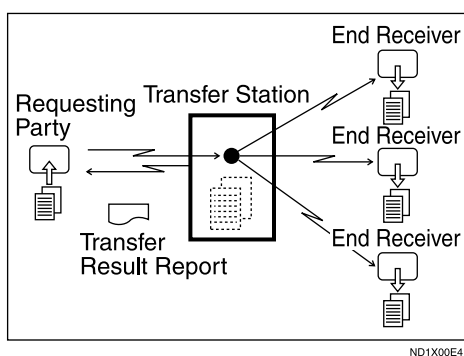 End Receiver
Transfer Station
Requesting
Party
End Receiver
Transfer
Result Report
End Receiver
ND1X00E4